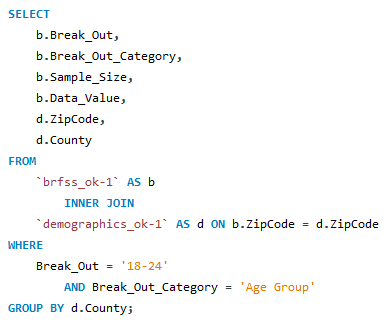 SELECT
b.Break_Out,
b.Break_Out_Category,
b.Sample_Size,
b.Data_Value,
d.ZipCode,
d.County
FROM
`brfss_ok-1` AS b
INNER JOIN
`demographics_ok-1` AS d ON b.ZipCode = d.ZipCode
WHERE
Break_Out = '18-24'
AND Break_Out_Category = 'Age Group'
GROUP BY d.County;